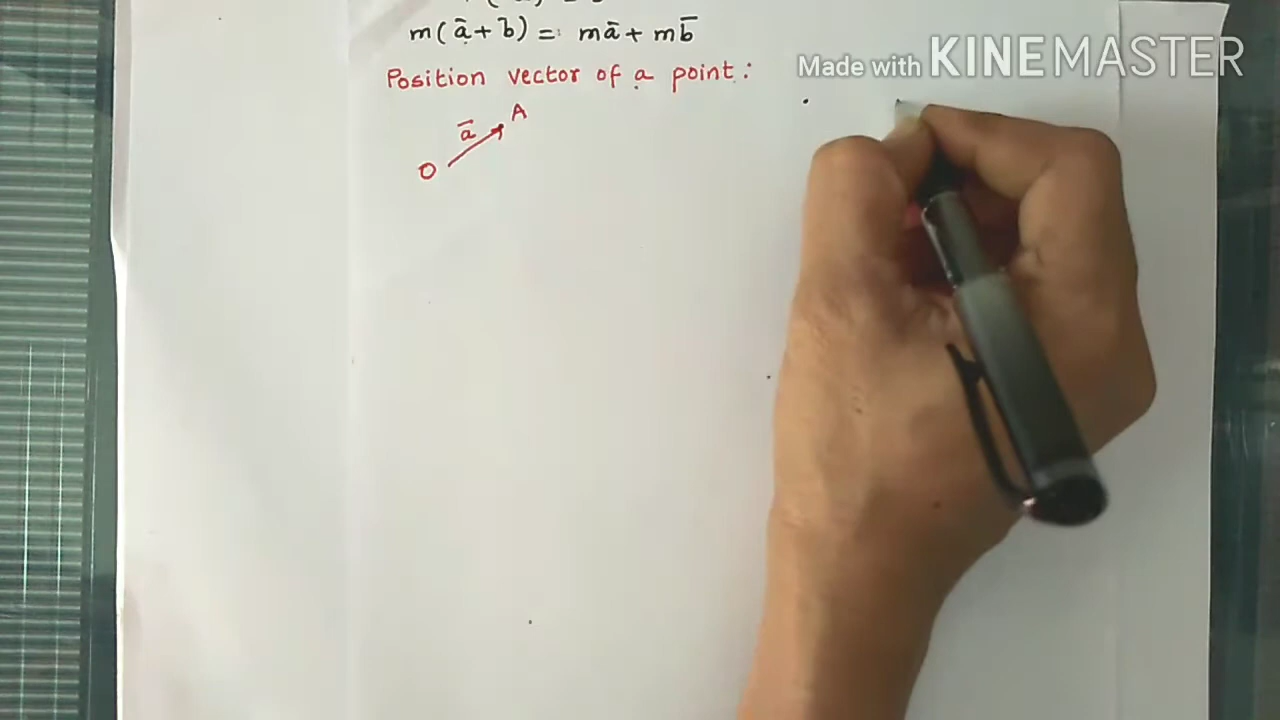 m(ā+b̄) = mā + mb̄
Position vector of a point:
ā A
O
Made with KINEMASTER